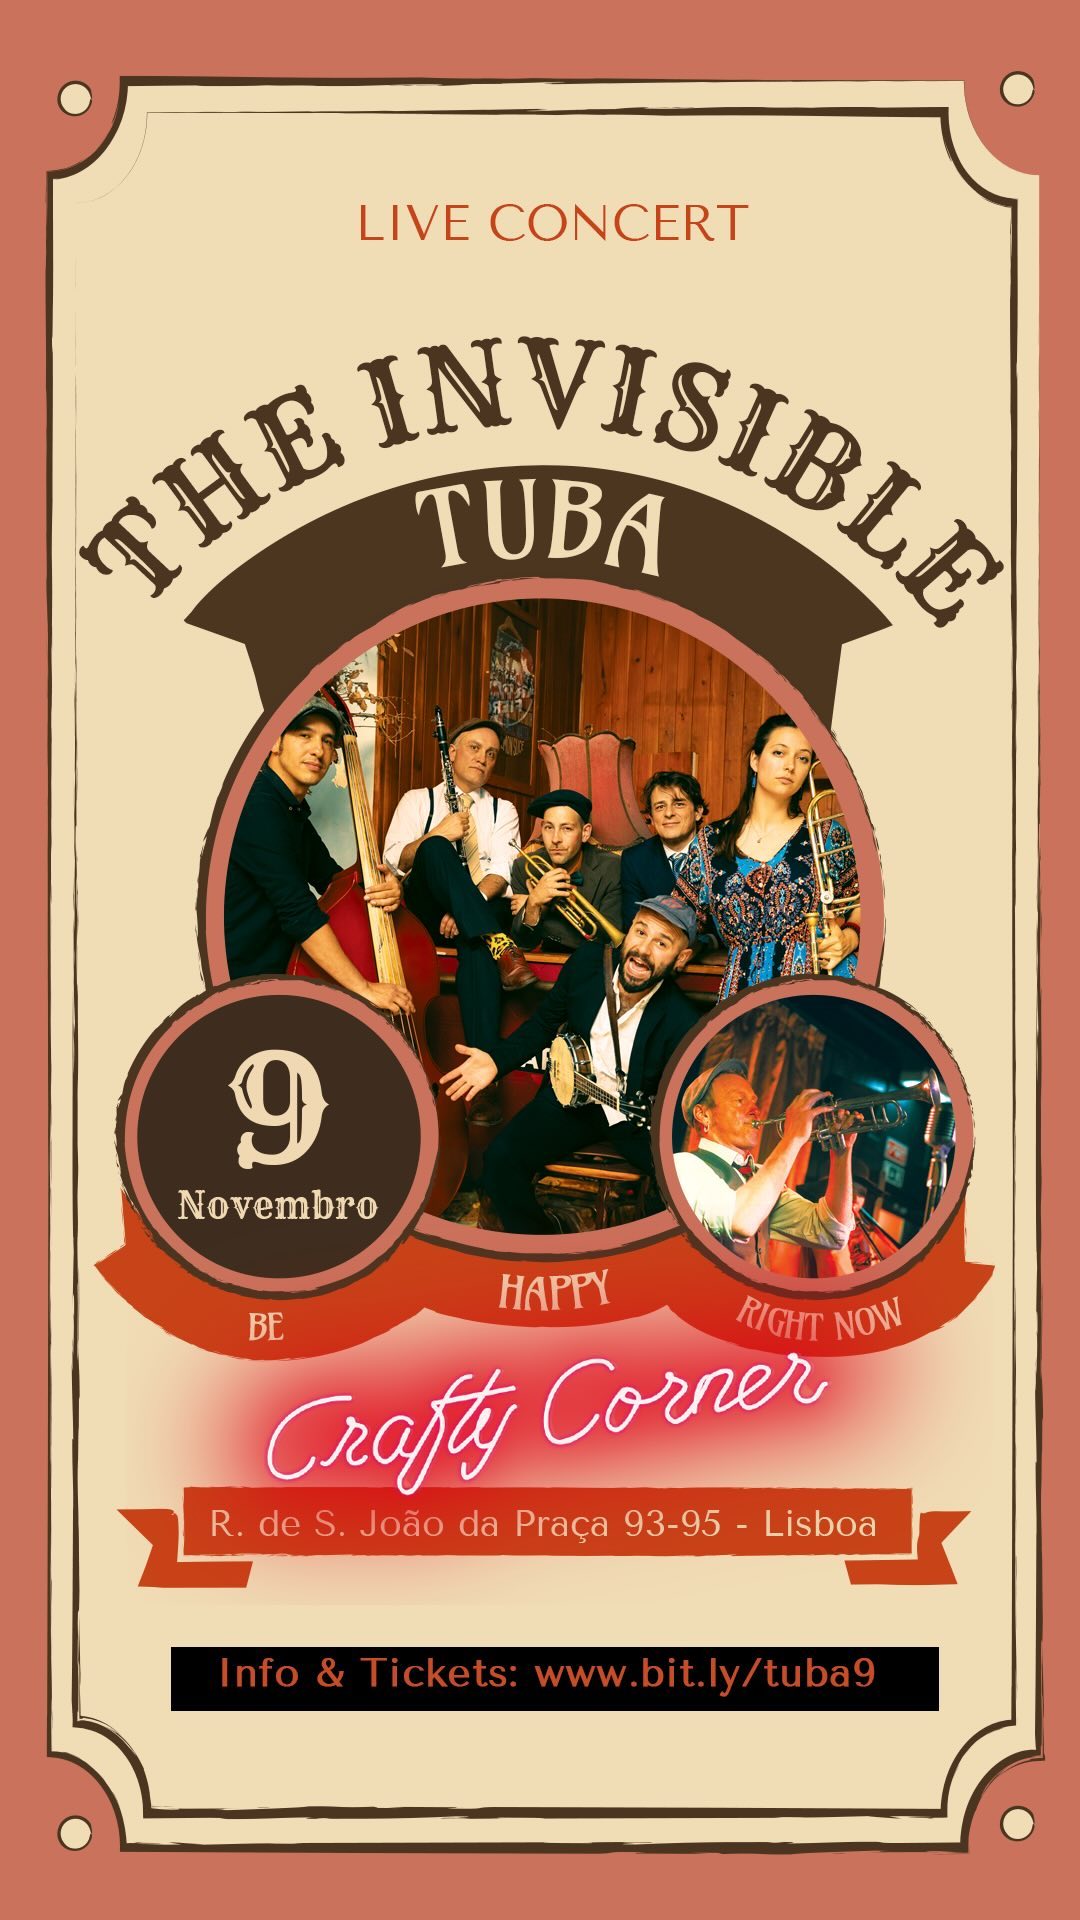 LIVE CONCERT
THE INVISIBLE
TUBA
9
Novembro
BE
HAPPY
RIGHT NOW
Crafty Corner
R. de S. João da Praça 93-95 - Lisboa
Info & Tickets: www.bit.ly/tuba9